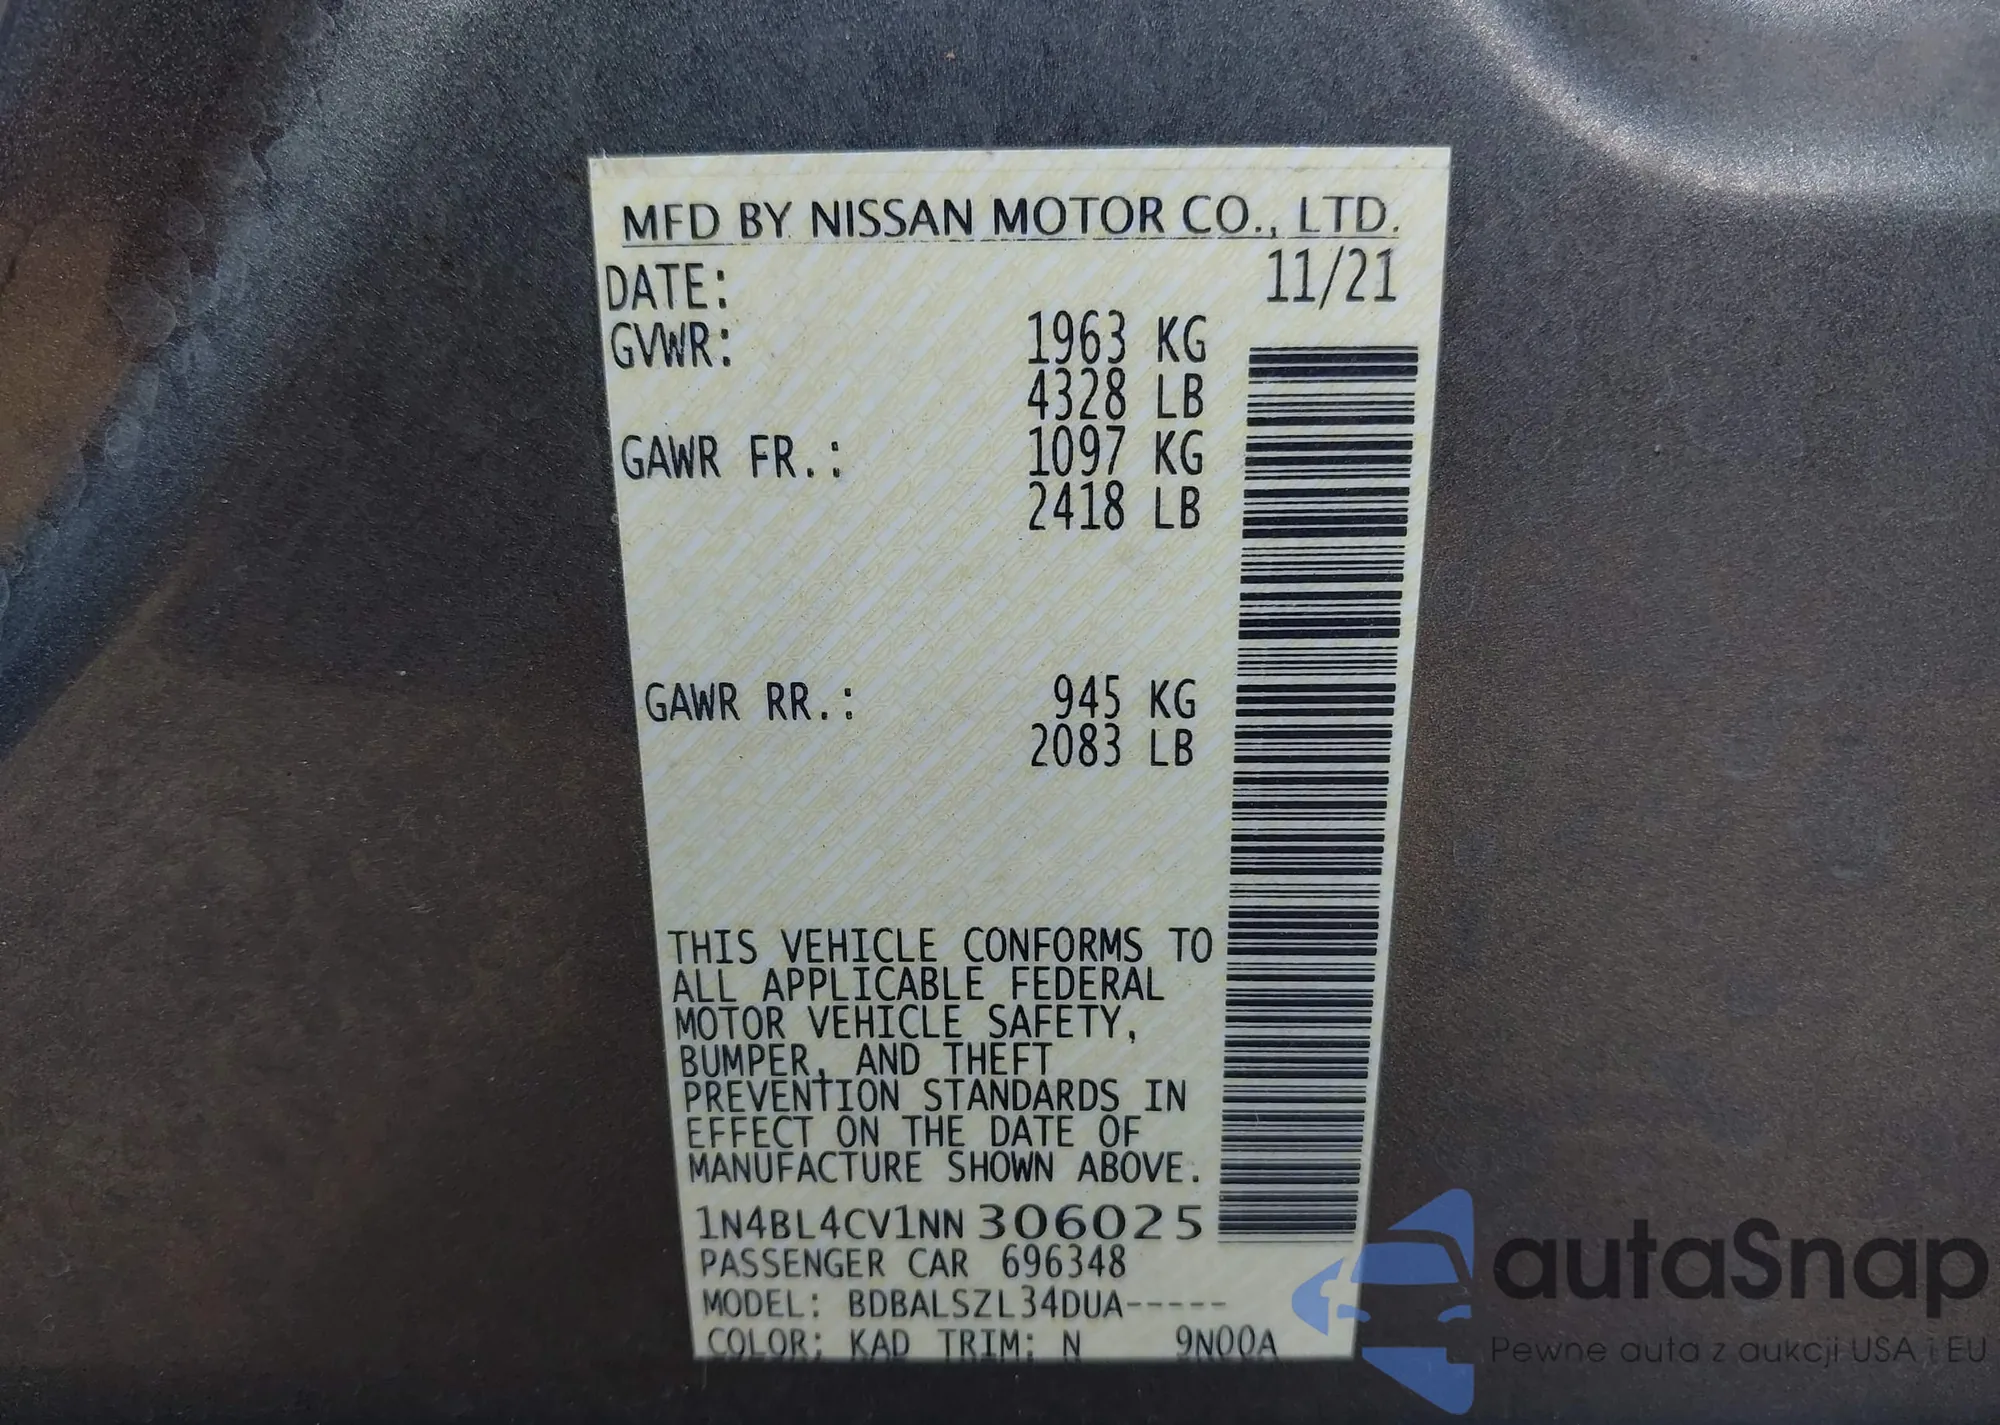 MFD BY NISSAN MOTOR CO., LTD.
DATE: 11/21
GVWR: 1963 KG
4328 LB
GAWR FR.: 1097 KG
2418 LB
GAWR RR.: 945 KG
2083 LB
THIS VEHICLE CONFORMS TO
ALL APPLICABLE FEDERAL
MOTOR VEHICLE SAFETY,
BUMPER, AND THEFT
PREVENTION STANDARDS IN
EFFECT ON THE DATE OF
MANUFACTURE SHOWN ABOVE.
1N4BL4CV1NN306025
PASSENGER CAR 696348
MODEL: BDBALSZL34DUA-----
COLOR: KAD TRIM: N 9N00A
autaSnap
Pewne auta z aukcji USA i EU